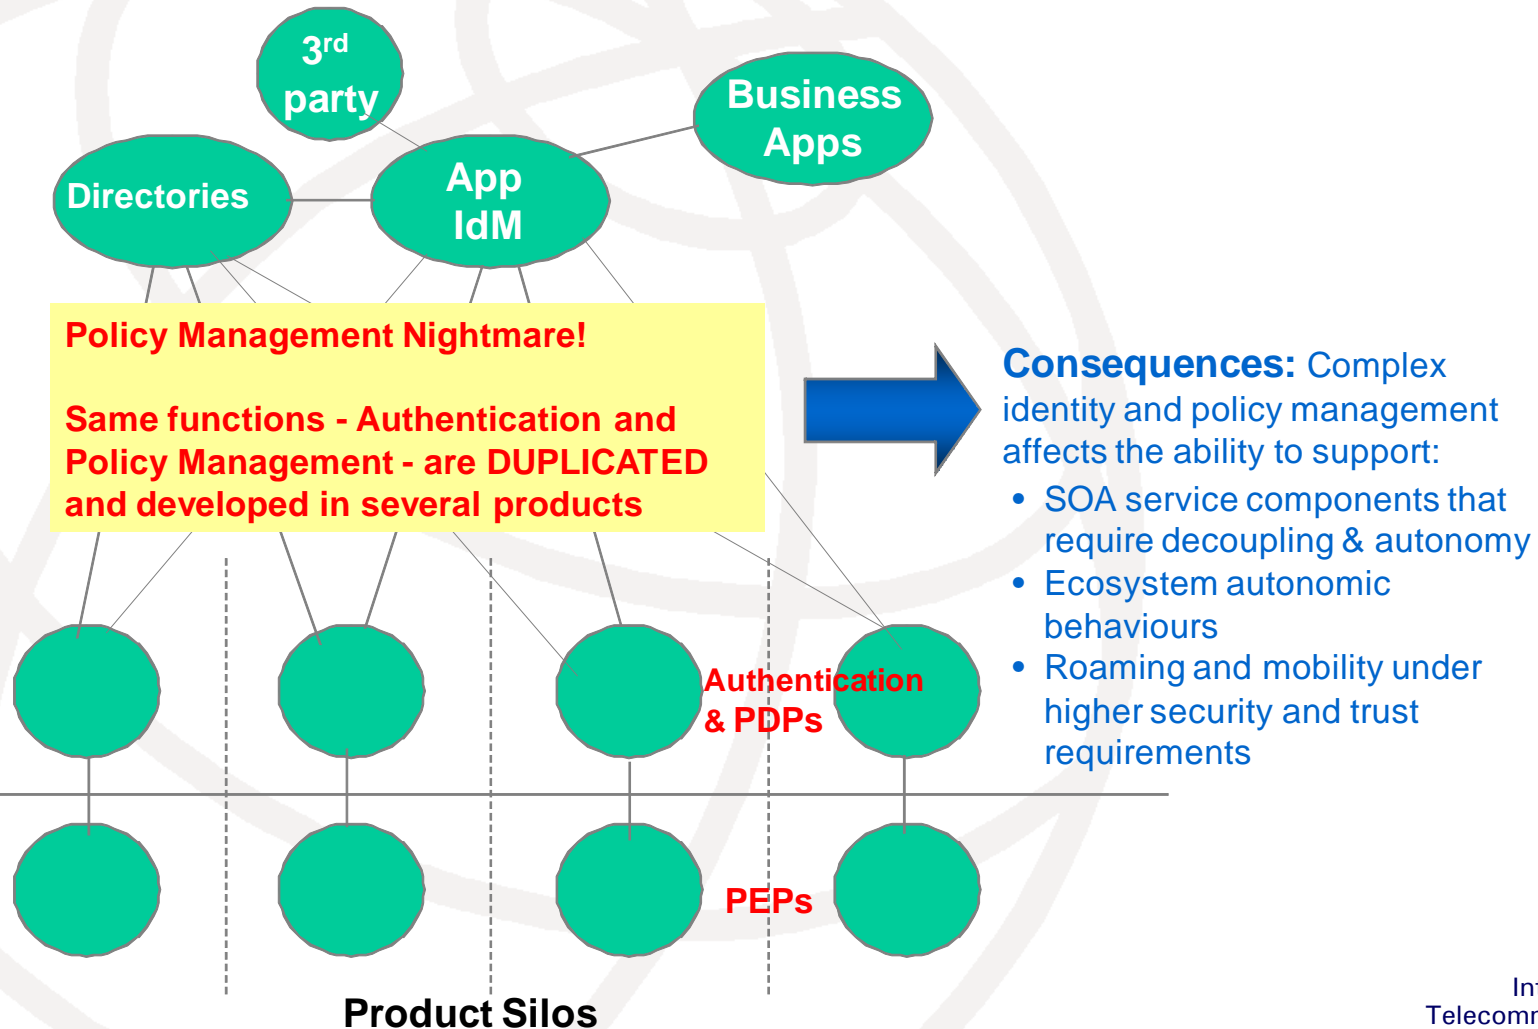 3rd
party
Business
Apps
Directories
App
IdM
Policy Management Nightmare!
Same functions - Authentication and
Policy Management - are DUPLICATED
and developed in several products
Consequences: Complex
identity and policy management
affects the ability to support:
• SOA service components that
require decoupling & autonomy
• Ecosystem autonomic
behaviours
• Roaming and mobility under
higher security and trust
requirements
Authentication
& PDPs
PEPs
Product Silos